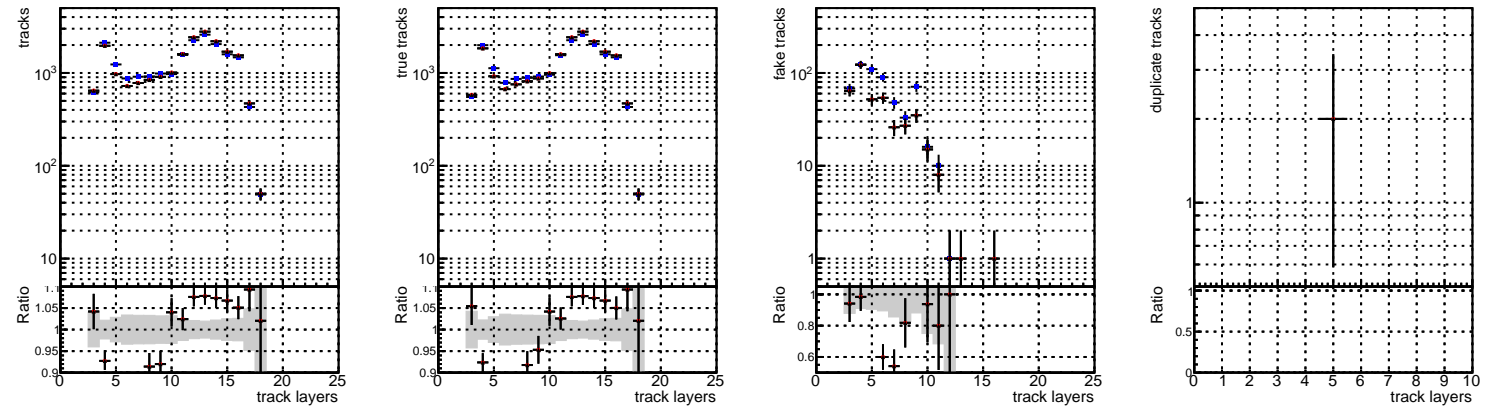 tracks
10³
10²
10
Ratio
1.1
1.05
1
0.95
0.9
0 5 10 15 20 25
track layers
true tracks
10³
10²
10
Ratio
1.1
1.05
1
0.95
0.9
0 5 10 15 20 25
track layers
fake tracks
10²
10
1
Ratio
1
0.8
0.6
0 5 10 15 20 25
track layers
duplicate tracks
1
Ratio
1
0.5
0
0 1 2 3 4 5 6 7 8 9 10
track layers